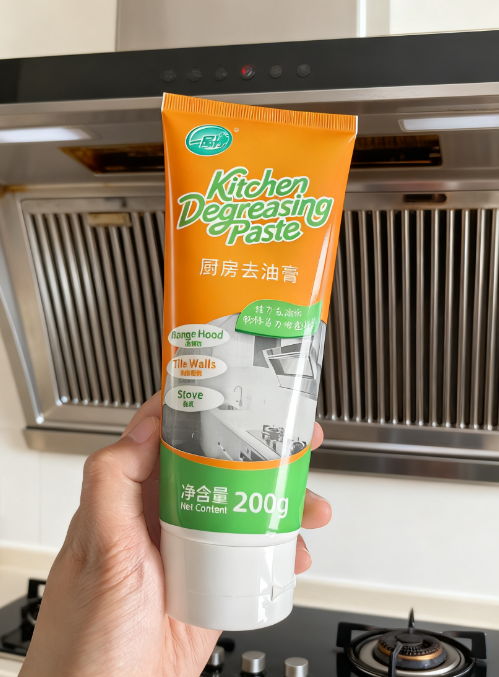 Kitchen
Degreasing
Paste
厨房去油膏
Range Hood
Tile Walls
Stove
净含量
Net Content
200g